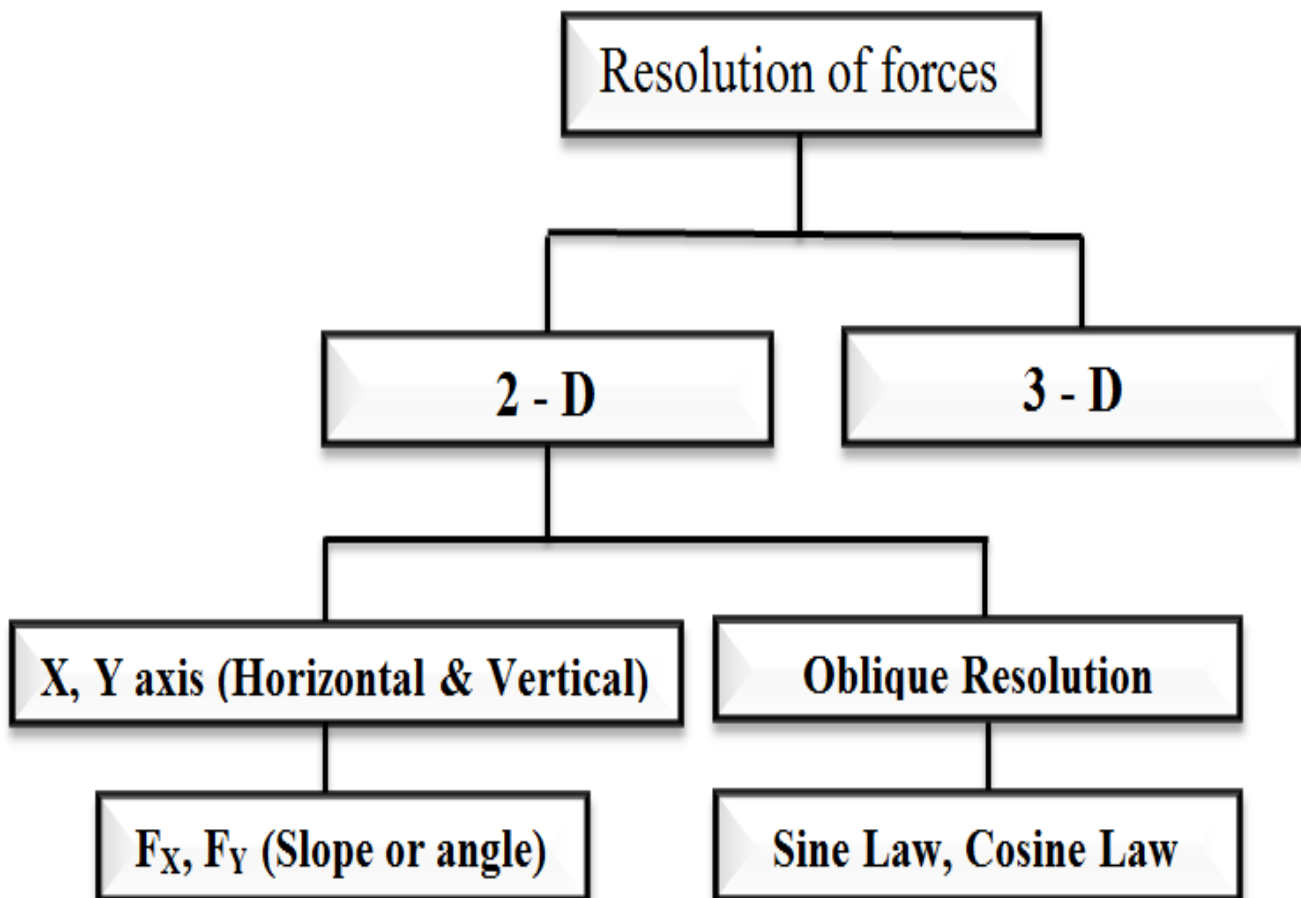 Resolution of forces
2 - D
3 - D
X, Y axis (Horizontal & Vertical)
Oblique Resolution
FX, FY (Slope or angle)
Sine Law, Cosine Law